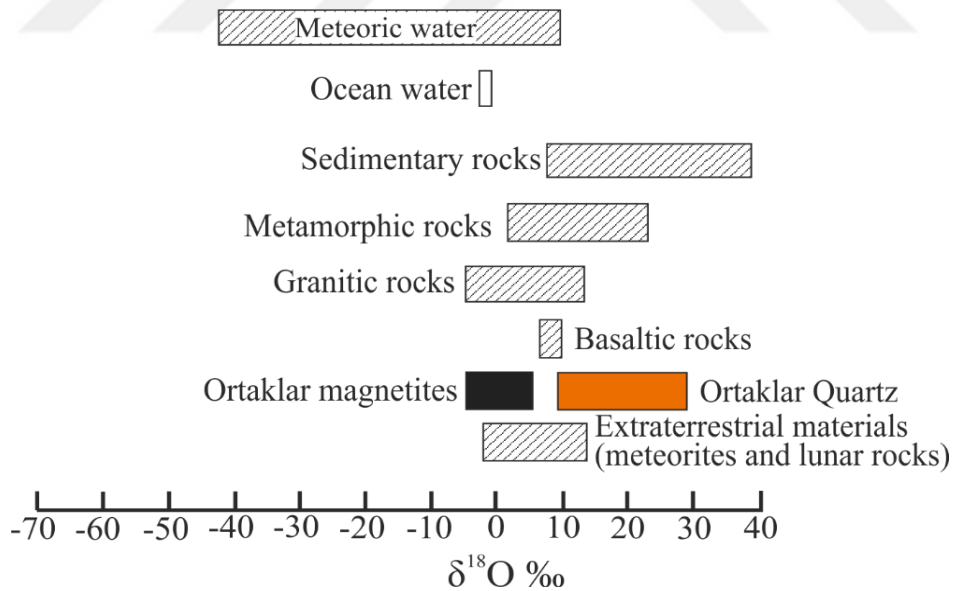 Meteoric water
Ocean water
Sedimentary rocks
Metamorphic rocks
Granitic rocks
Basaltic rocks
Ortaklar magnetites
Ortaklar Quartz
Extraterrestrial materials
(meteorites and lunar rocks)
-70 -60 -50 -40 -30 -20 -10 0 10 20 30 40
δ¹⁸O ‰